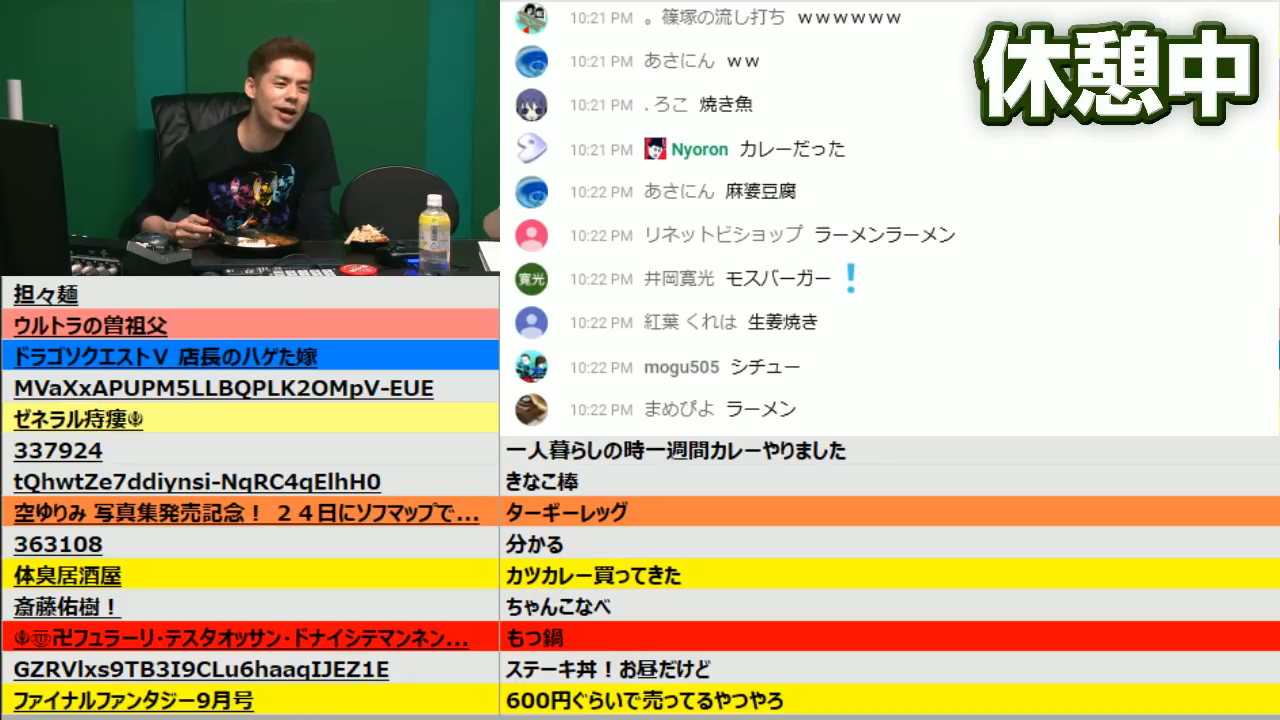 休憩中
10:21 PM 。篠塚の流し打ち ｗｗｗｗｗｗ
10:21 PM あさにん ｗｗ
10:21 PM . ろこ 焼き魚
10:21 PM Nyoron カレーだった
10:22 PM あさにん 麻婆豆腐
10:22 PM リネットビショップ ラーメンラーメン
寛光 10:22 PM 井岡寛光 モスバーガー❗
10:22 PM 紅葉 くれは 生姜焼き
10:22 PM mogu505 シチュー
10:22 PM まめぴよ ラーメン
担々麺
ウルトラの曽祖父
ドラゴソクエストＶ 店長のハゲた嫁
MVaXxAPUPM5LLBQPLK2OMpV-EUE
ゼネラル痔瘻☬
337924 一人暮らしの時一週間カレーやりました
tQhwtZe7ddiynsi-NqRC4qElhH0 きなこ棒
空ゆりみ 写真集発売記念！ ２４日にソフマップで... ターギーレッグ
363108 分かる
体臭居酒屋 カツカレー買ってきた
斎藤佑樹！ ちゃんこなべ
卍フュラーリ･テスタオッサン･ドナイシテマンネン... もつ鍋
GZRVlxs9TB3I9CLu6haaqIJEZ1E ステーキ丼！お昼だけど
ファイナルファンタジー9月号 600円ぐらいで売ってるやつやろ